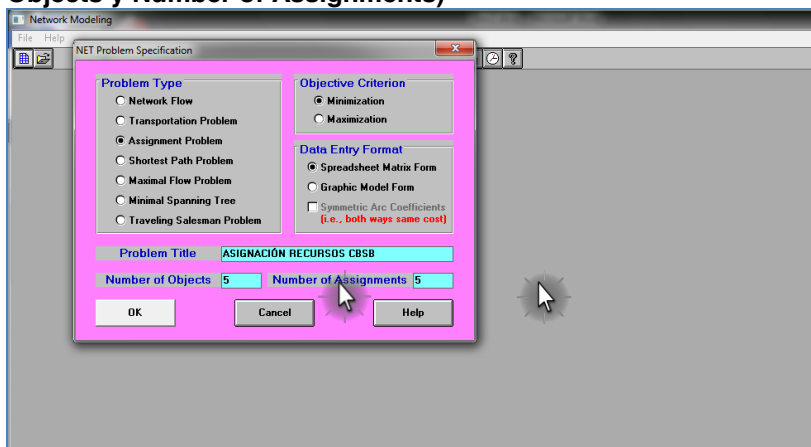 Objects y Number of Assignments)
Network Modeling
File Help
NET Problem Specification
Problem Type
Network Flow
Transportation Problem
Assignment Problem
Shortest Path Problem
Maximal Flow Problem
Minimal Spanning Tree
Traveling Salesman Problem
Objective Criterion
Minimization
Maximization
Data Entry Format
Spreadsheet Matrix Form
Graphic Model Form
Symmetric Arc Coefficients
(i.e., both ways same cost)
Problem Title ASIGNACIÓN RECURSOS CBSB
Number of Objects 5 Number of Assignments 5
OK Cancel Help